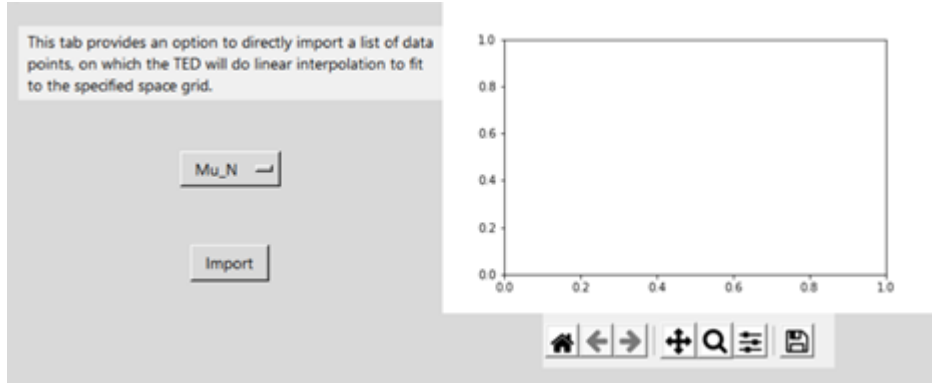 This tab provides an option to directly import a list of data
points, on which the TED will do linear interpolation to fit
to the specified space grid.
Mu_N
Import
1.0
0.8
0.6
0.4
0.2
0.0
0.0 0.2 0.4 0.6 0.8 1.0